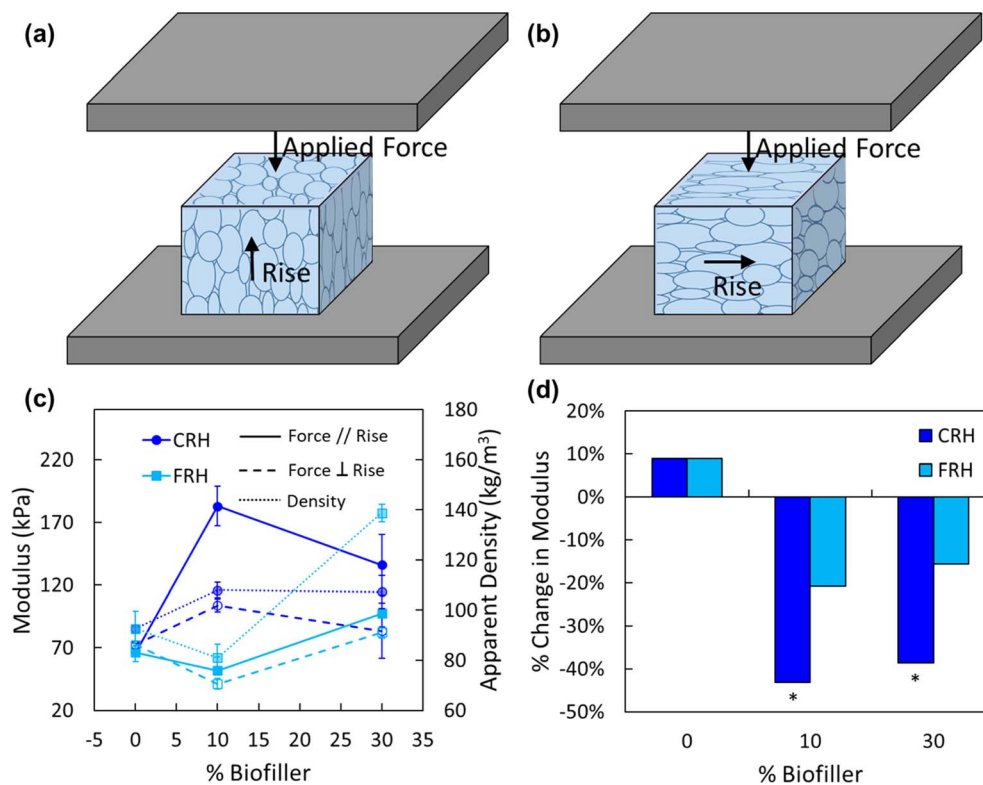 (a)
Applied Force
Rise
(b)
Applied Force
Rise
(c)
CRH
FRH
Force // Rise
Force ⊥ Rise
Density
Modulus (kPa)
220
170
120
70
20
Apparent Density (kg/m³)
180
160
140
120
100
80
60
-5 0 5 10 15 20 25 30 35
% Biofiller
(d)
CRH
FRH
% Change in Modulus
20%
10%
0%
-10%
-20%
-30%
-40%
-50%
* *
0 10 30
% Biofiller